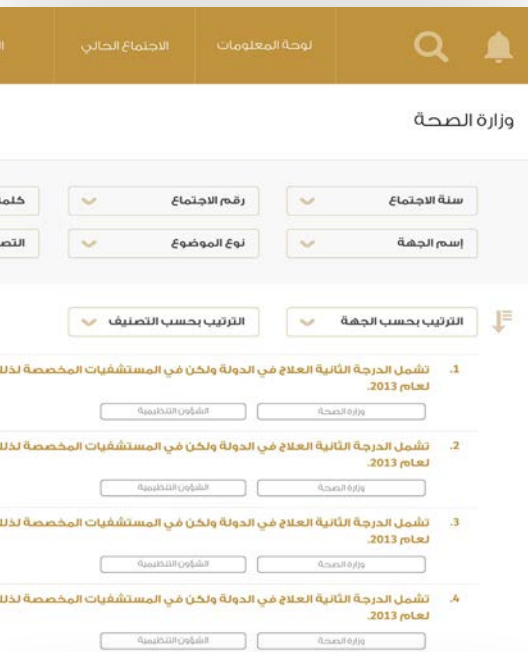 لوحة المعلومات
الاجتماع الحالي
وزارة الصحة
سنة الاجتماع
رقم الاجتماع
إسم الجهة
نوع الموضوع
الترتيب بحسب الجهة
الترتيب بحسب التصنيف
1. تشمل الدرجة الثانية العلاج في الدولة ولكن في المستشفيات المخصصة
لعام 2013.
وزارة الصحة
الشؤون التنظيمية
2. تشمل الدرجة الثانية العلاج في الدولة ولكن في المستشفيات المخصصة
لعام 2013.
وزارة الصحة
الشؤون التنظيمية
3. تشمل الدرجة الثانية العلاج في الدولة ولكن في المستشفيات المخصصة
لعام 2013.
وزارة الصحة
الشؤون التنظيمية
4. تشمل الدرجة الثانية العلاج في الدولة ولكن في المستشفيات المخصصة
لعام 2013.
وزارة الصحة
الشؤون التنظيمية